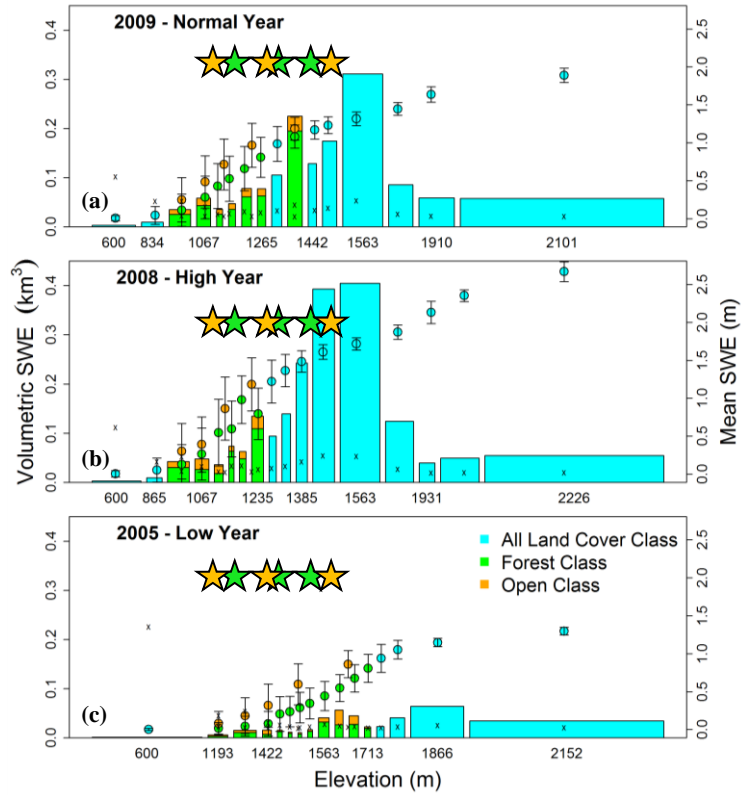 2009 - Normal Year
(a)
0.0
0.1
0.2
0.3
0.4
0.0
0.5
1.0
1.5
2.0
2.5
600 834 1067 1265 1442 1563 1910 2101
2008 - High Year
(b)
0.0
0.1
0.2
0.3
0.4
0.0
0.5
1.0
1.5
2.0
2.5
600 865 1067 1235 1385 1563 1931 2226
2005 - Low Year
(c)
All Land Cover Class
Forest Class
Open Class
0.0
0.1
0.2
0.3
0.4
0.0
0.5
1.0
1.5
2.0
2.5
600 1193 1422 1563 1713 1866 2152
Volumetric SWE (km³)
Mean SWE (m)
Elevation (m)